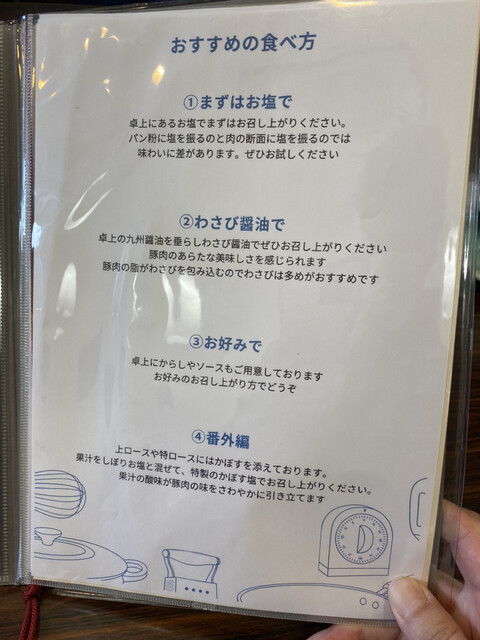 おすすめの食べ方
①まずはお塩で
卓上にあるお塩でまずはお召し上がりください。
パン粉に塩を振るのと肉の断面に塩を振るのでは
味わいに差があります。ぜひお試しください
②わさび醤油で
卓上の九州醤油を垂らしわさび醤油でぜひお召し上がりください
豚肉のあらたな美味しさを感じられます
豚肉の脂がわさびを包み込むのでわさびは多めがおすすめです
③お好みで
卓上にからしやソースもご用意しております
お好みのお召し上がり方でどうぞ
④番外編
上ロースや特ロースにはかぼすを添えております。
果汁をしぼりお塩と混ぜて、特製のかぼす塩でお召し上がりください。
果汁の酸味が豚肉の味をさわやかに引き立てます